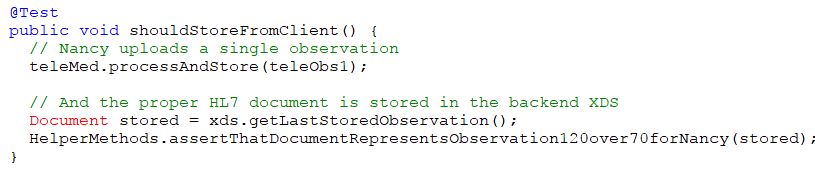 @Test
public void shouldStoreFromClient() {
  // Nancy uploads a single observation
  teleMed.processAndStore(teleObs1);

  // And the proper HL7 document is stored in the backend XDS
  Document stored = xds.getLastStoredObservation();
  HelperMethods.assertThatDocumentRepresentsObservation120over70forNancy(stored);
}